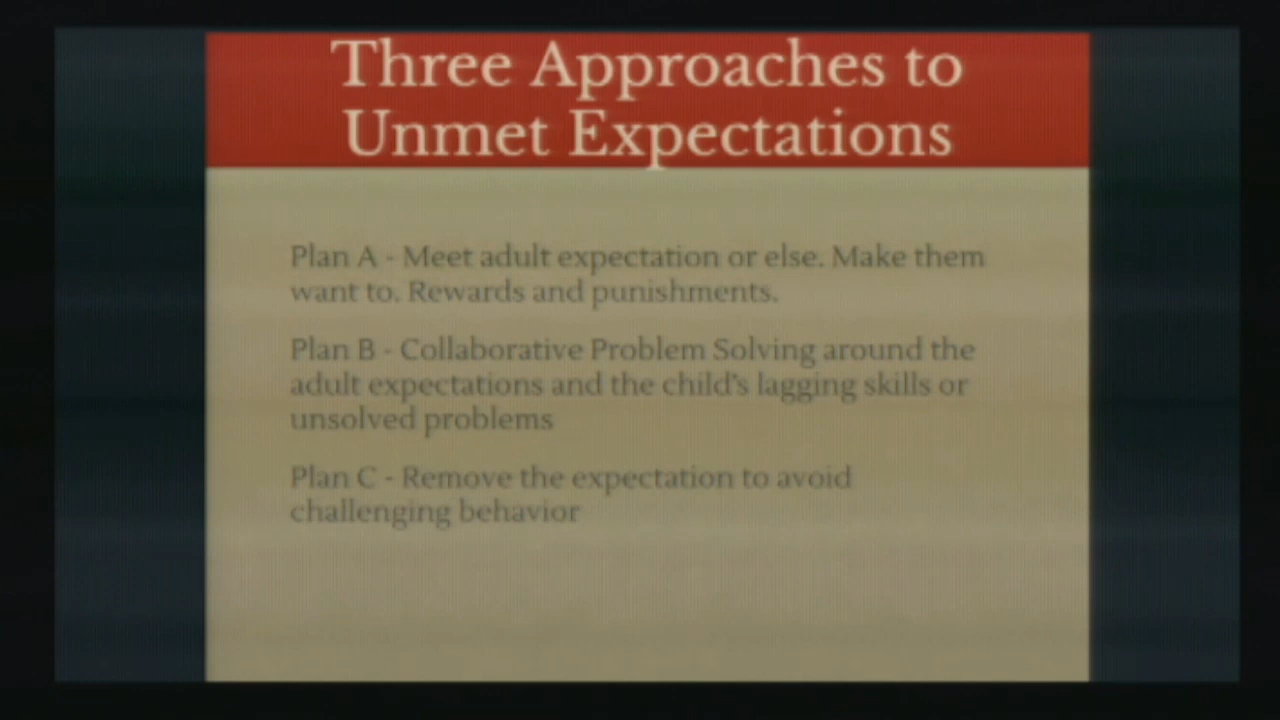 Three Approaches to
Unmet Expectations
Plan A - Meet adult expectation or else. Make them
want to. Rewards and punishments.
Plan B - Collaborative Problem Solving around the
adult expectations and the child's lagging skills or
unsolved problems
Plan C - Remove the expectation to avoid
challenging behavior